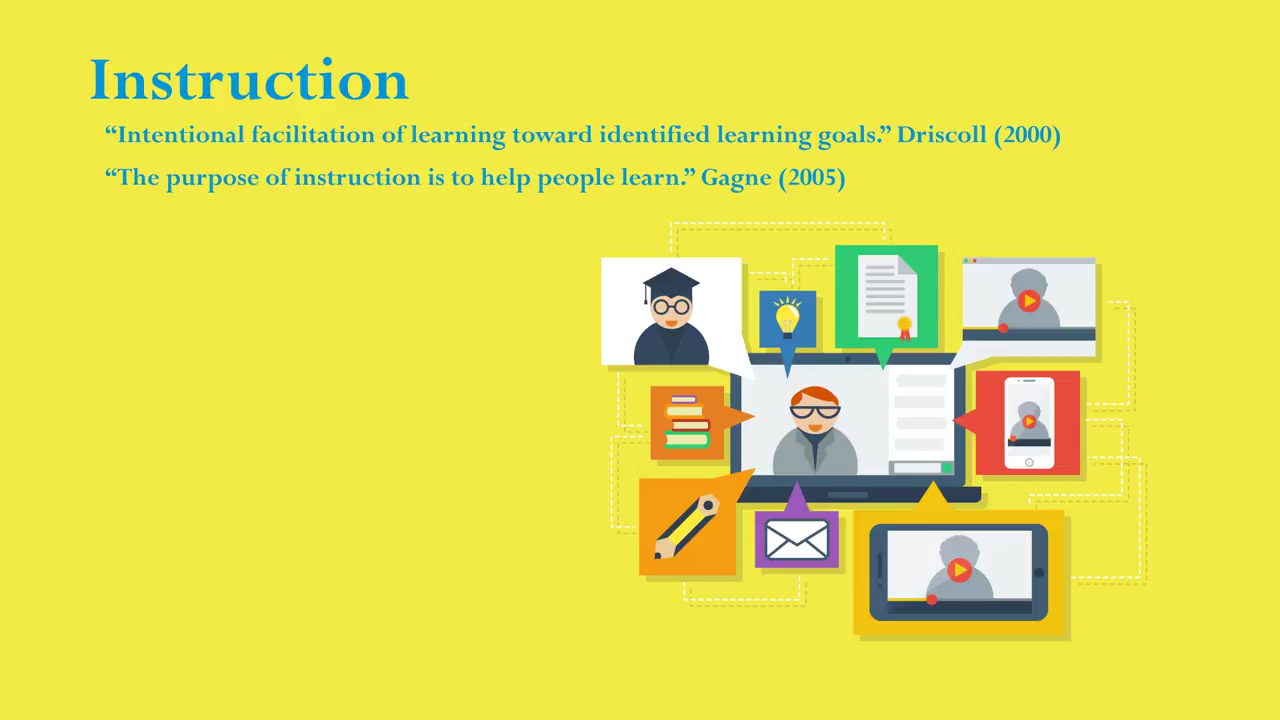 Instruction
“Intentional facilitation of learning toward identified learning goals.” Driscoll (2000)
“The purpose of instruction is to help people learn.” Gagne (2005)